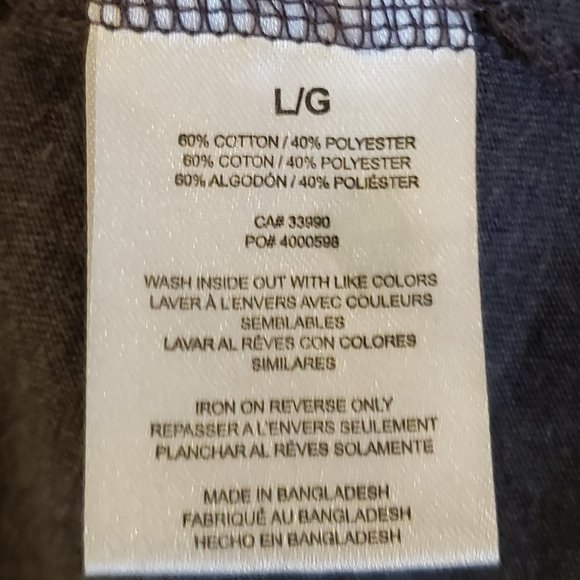 L/G
60% COTTON / 40% POLYESTER
60% COTON / 40% POLYESTER
60% ALGODÓN / 40% POLIÉSTER
CA# 33990
PO# 4000598
WASH INSIDE OUT WITH LIKE COLORS
LAVER À L'ENVERS AVEC COULEURS
SEMBLABLES
LAVAR AL RÊVES CON COLORES
SIMILARES
IRON ON REVERSE ONLY
REPASSER A L'ENVERS SEULEMENT
PLANCHAR AL RÊVES SOLAMENTE
MADE IN BANGLADESH
FABRIQUÉ AU BANGLADESH
HECHO EN BANGLADESH